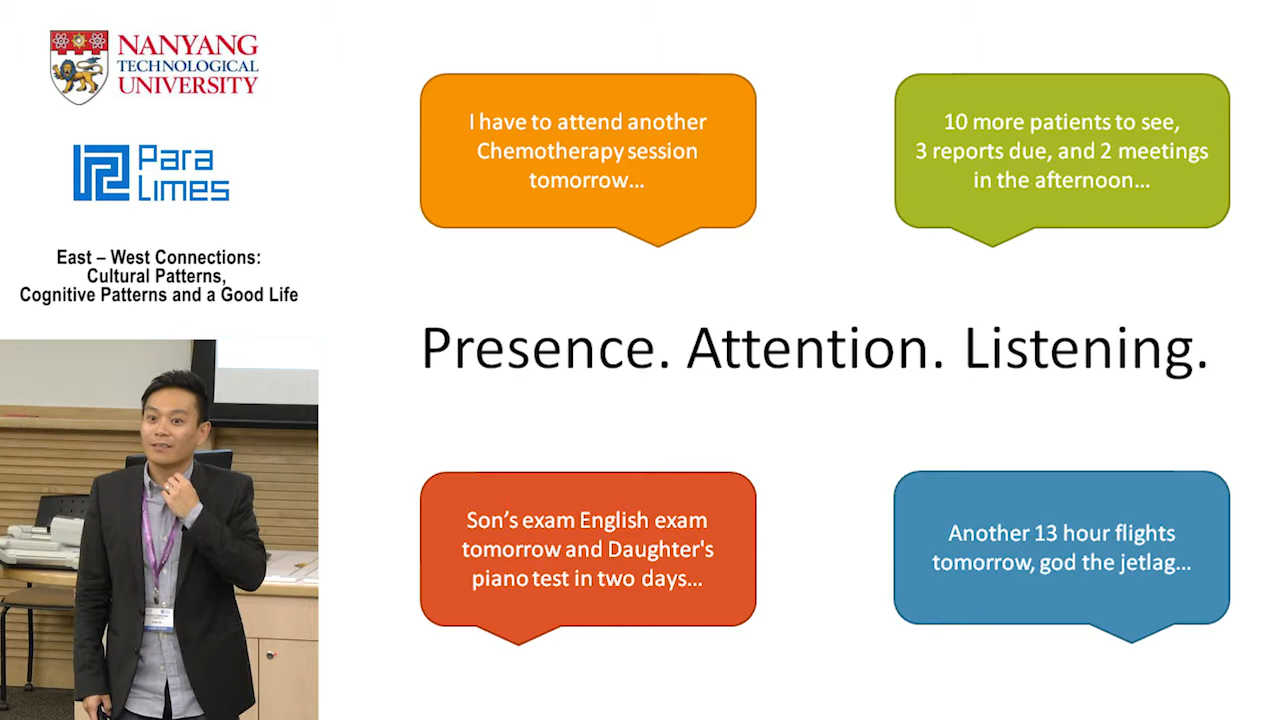 NANYANG
TECHNOLOGICAL
UNIVERSITY
Para
Limes
East – West Connections:
Cultural Patterns,
Cognitive Patterns and a Good Life
I have to attend another
Chemotherapy session
tomorrow...
10 more patients to see,
3 reports due, and 2 meetings
in the afternoon...
Presence. Attention. Listening.
Son's exam English exam
tomorrow and Daughter's
piano test in two days...
Another 13 hour flights
tomorrow, god the jetlag...